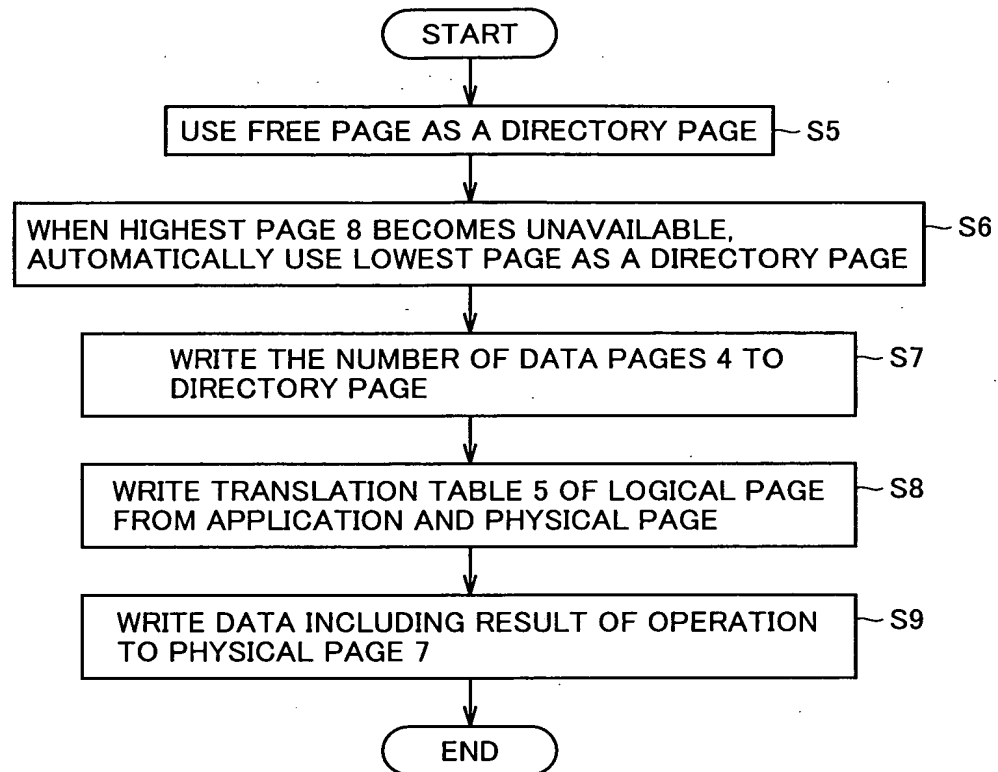 START
USE FREE PAGE AS A DIRECTORY PAGE
S5
WHEN HIGHEST PAGE 8 BECOMES UNAVAILABLE,
AUTOMATICALLY USE LOWEST PAGE AS A DIRECTORY PAGE
S6
WRITE THE NUMBER OF DATA PAGES 4 TO
DIRECTORY PAGE
S7
WRITE TRANSLATION TABLE 5 OF LOGICAL PAGE
FROM APPLICATION AND PHYSICAL PAGE
S8
WRITE DATA INCLUDING RESULT OF OPERATION
TO PHYSICAL PAGE 7
S9
END